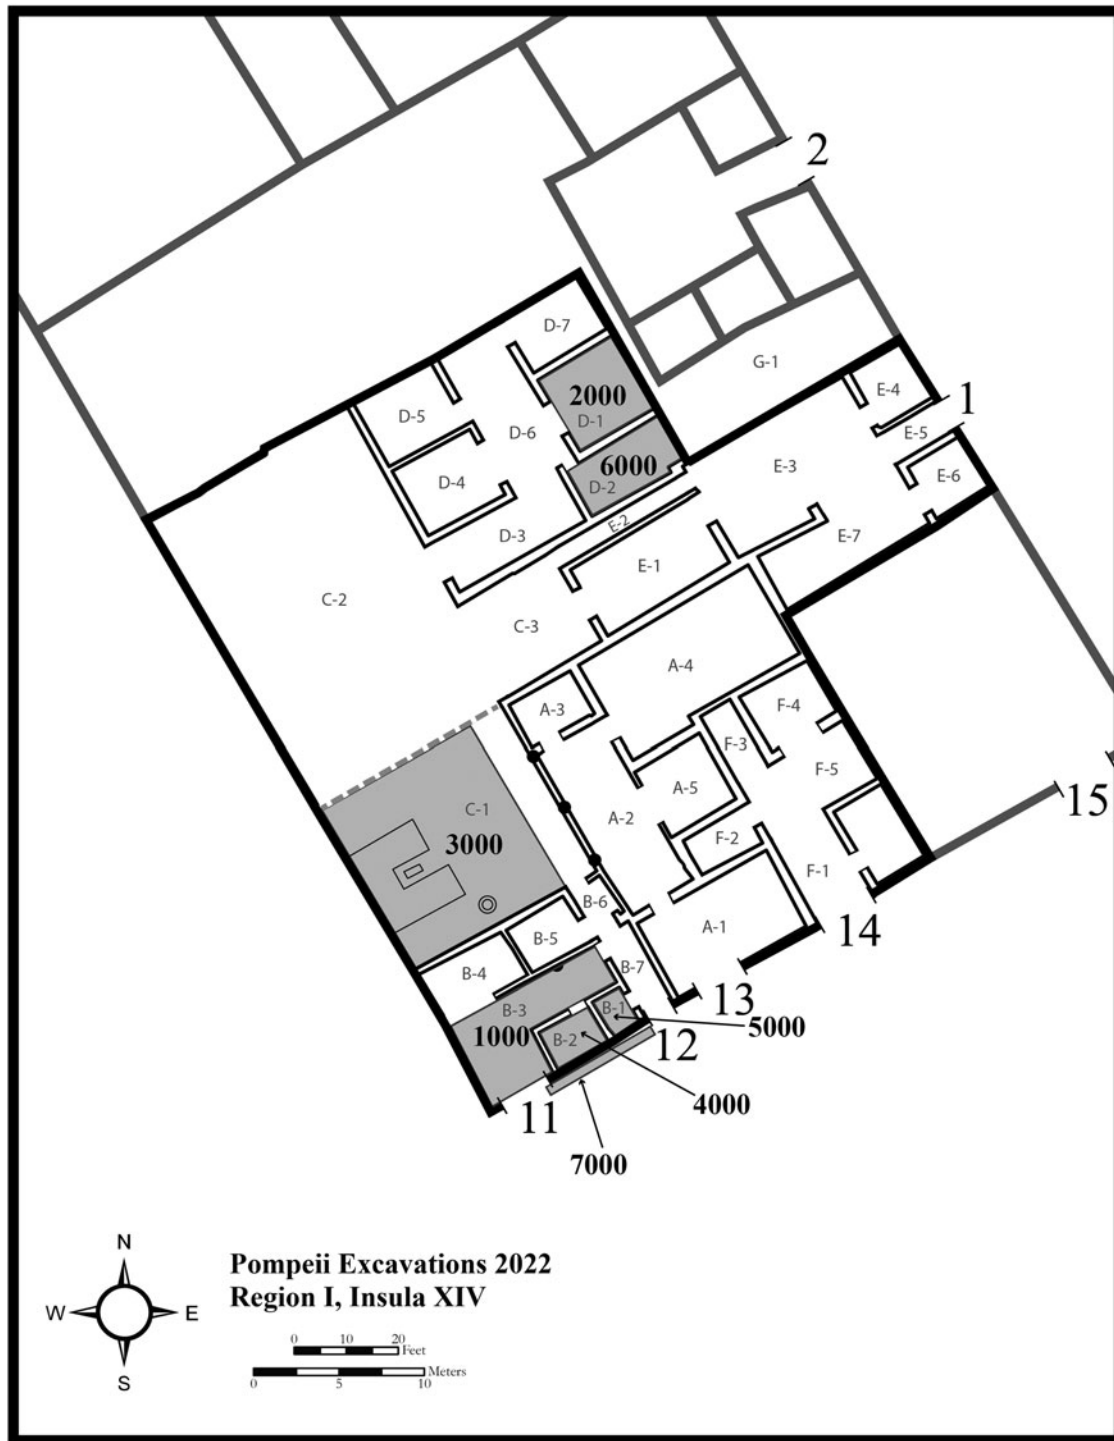 2
D-7
G-1
E-4
1
2000
D-5
D-1
E-5
D-6
6000
E-3
E-6
D-4
D-2
D-3
E-2
E-7
E-1
C-2
C-3
A-4
A-3
F-4
F-3
F-5
C-1
A-5
15
A-2
3000
F-2
F-1
B-6
A-1
14
B-5
B-4
B-7
13
B-3
B-1
5000
1000
B-2
12
4000
11
7000
N
W E
S
Pompeii Excavations 2022
Region I, Insula XIV
0 10 20
Feet
Meters
0 5 10